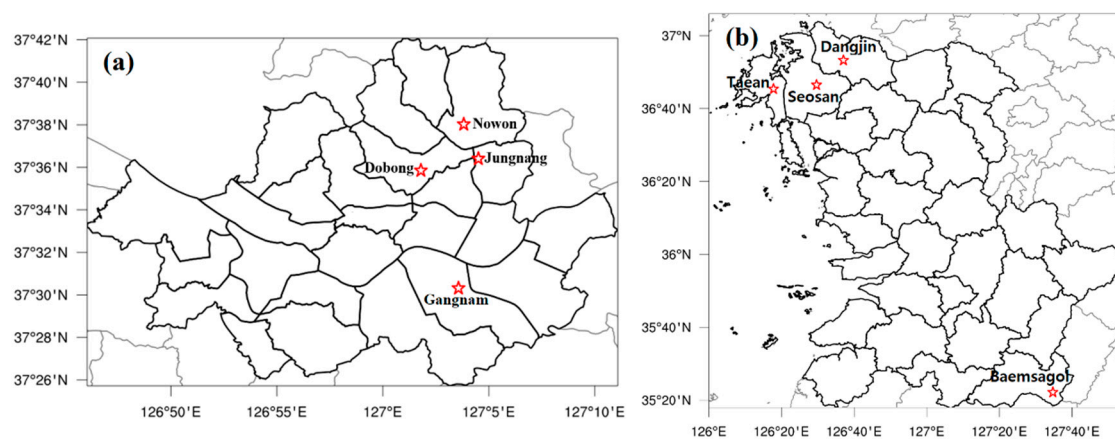 (a)
37°42'N
37°40'N
37°38'N
37°36'N
37°34'N
37°32'N
37°30'N
37°28'N
37°26'N
Nowon
Jungnang
Dobong
Gangnam
126°50'E
126°55'E
127°E
127°5'E
127°10'E
(b)
37°N
36°40'N
36°20'N
36°N
35°40'N
35°20'N
Dangjin
Taean
Seosan
Baemsagol
126°E
126°20'E
126°40'E
127°E
127°20'E
127°40'E